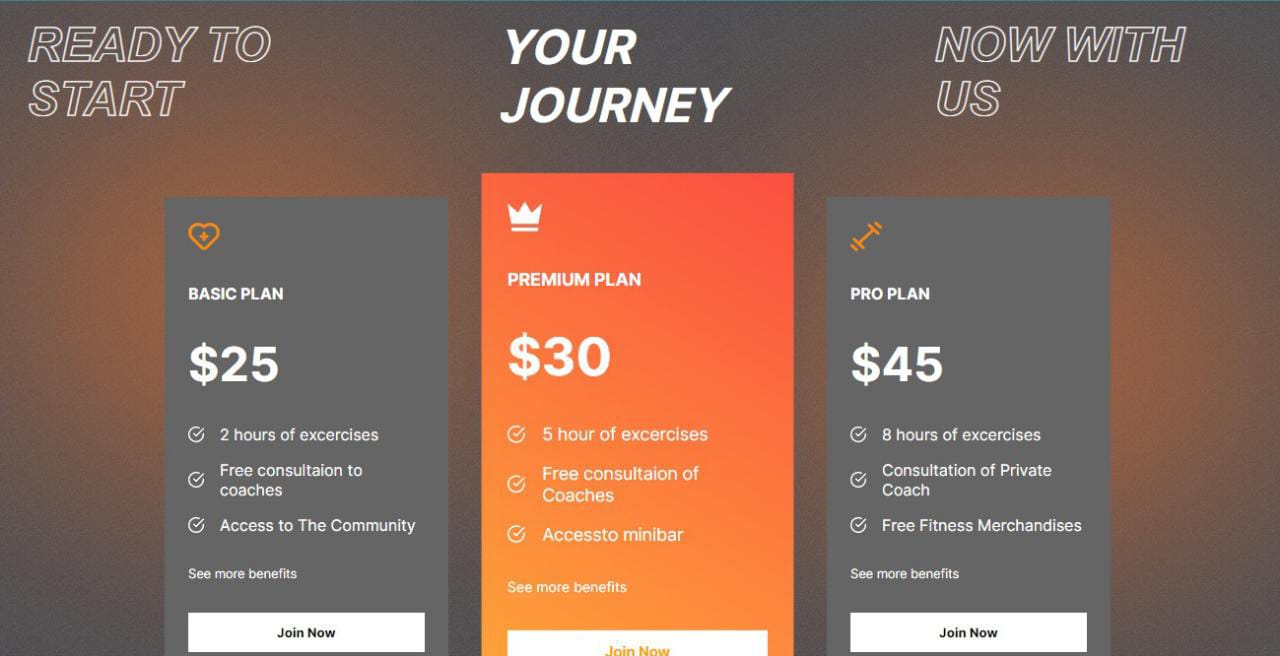 READY TO
START
YOUR
JOURNEY
NOW WITH
US
BASIC PLAN
$25
2 hours of excercises
Free consultaion to
coaches
Access to The Community
See more benefits
Join Now
PREMIUM PLAN
$30
5 hour of excercises
Free consultaion of
Coaches
Accessto minibar
See more benefits
Join Now
PRO PLAN
$45
8 hours of excercises
Consultation of Private
Coach
Free Fitness Merchandises
See more benefits
Join Now